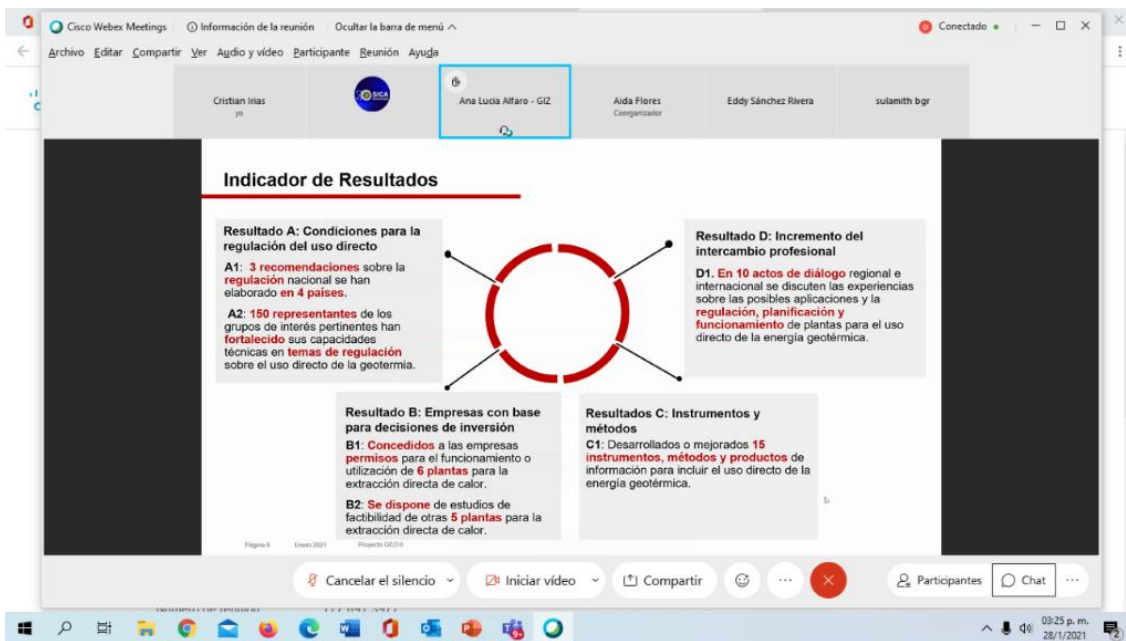 Cisco Webex Meetings
Información de la reunión
Ocultar la barra de menú
Conectado
Archivo Editar Compartir Ver Audio y vídeo Participante Reunión Ayuda
Cristian Irias
yo
SICA
Ana Lucia Alfaro - GIZ
Aida Flores
Coorganizador
Eddy Sánchez Rivera
sulamith bgr
Indicador de Resultados
Resultado A: Condiciones para la
regulación del uso directo
A1: 3 recomendaciones sobre la
regulación nacional se han
elaborado en 4 países.
A2: 150 representantes de los
grupos de interés pertinentes han
fortalecido sus capacidades
técnicas en temas de regulación
sobre el uso directo de la geotermia.
Resultado D: Incremento del
intercambio profesional
D1. En 10 actos de diálogo regional e
internacional se discuten las experiencias
sobre las posibles aplicaciones y la
regulación, planificación y
funcionamiento de plantas para el uso
directo de la energía geotérmica.
Resultado B: Empresas con base
para decisiones de inversión
B1: Concedidos a las empresas
permisos para el funcionamiento o
utilización de 6 plantas para la
extracción directa de calor.
B2: Se dispone de estudios de
factibilidad de otras 5 plantas para la
extracción directa de calor.
Resultados C: Instrumentos y
métodos
C1: Desarrollados o mejorados 15
instrumentos, métodos y productos de
información para incluir el uso directo de la
energía geotérmica.
Página 5 Enero 2021 Proyecto GEO II
Cancelar el silencio
Iniciar vídeo
Compartir
Participantes
Chat
03:25 p. m.
28/1/2021